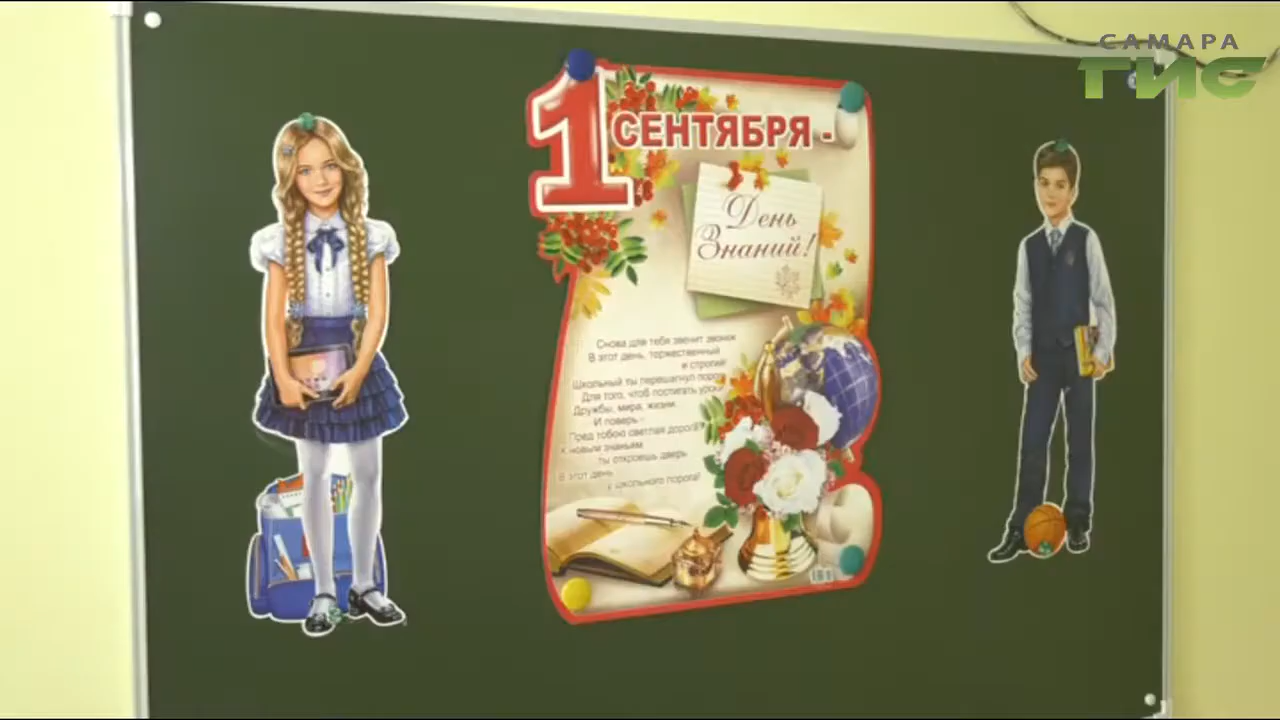 САМАРА
ГИС
1
СЕНТЯБРЯ -
День
Знаний!
Снова для тебя звенит звонок
В этот день, торжественный
и строгий!
Школьный ты перешагнул порог
Для того, чтоб постигать уроки
Дружбы, мира, жизни.
И поверь -
Пред тобою светлая дорога!
К новым знаньям
ты откроешь дверь
В этот день
у школьного порога!